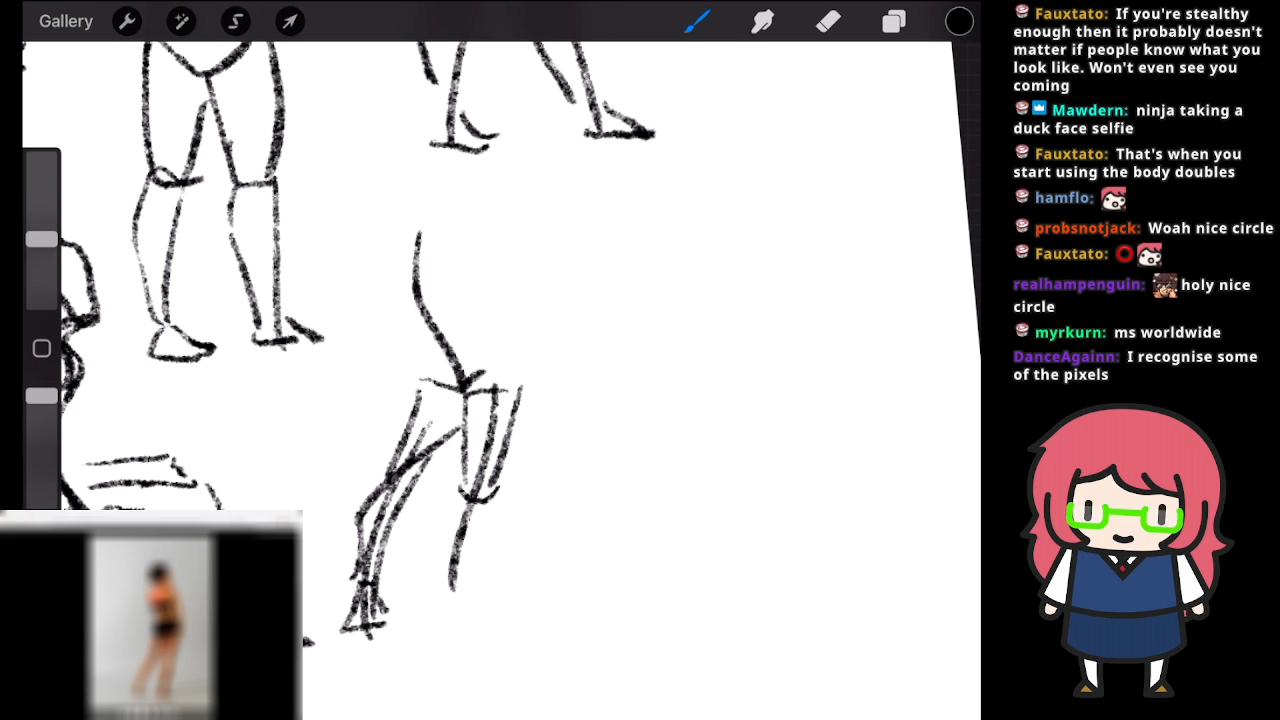 Gallery
Fauxtato: If you're stealthy
enough then it probably doesn't
matter if people know what you
look like. Won't even see you
coming
Mawdern: ninja taking a
duck face selfie
Fauxtato: That's when you
start using the body doubles
hamflo:
probsnotjack: Woah nice circle
Fauxtato:
realhampenguin: holy nice
circle
myrkurn: ms worldwide
DanceAgainn: I recognise some
of the pixels